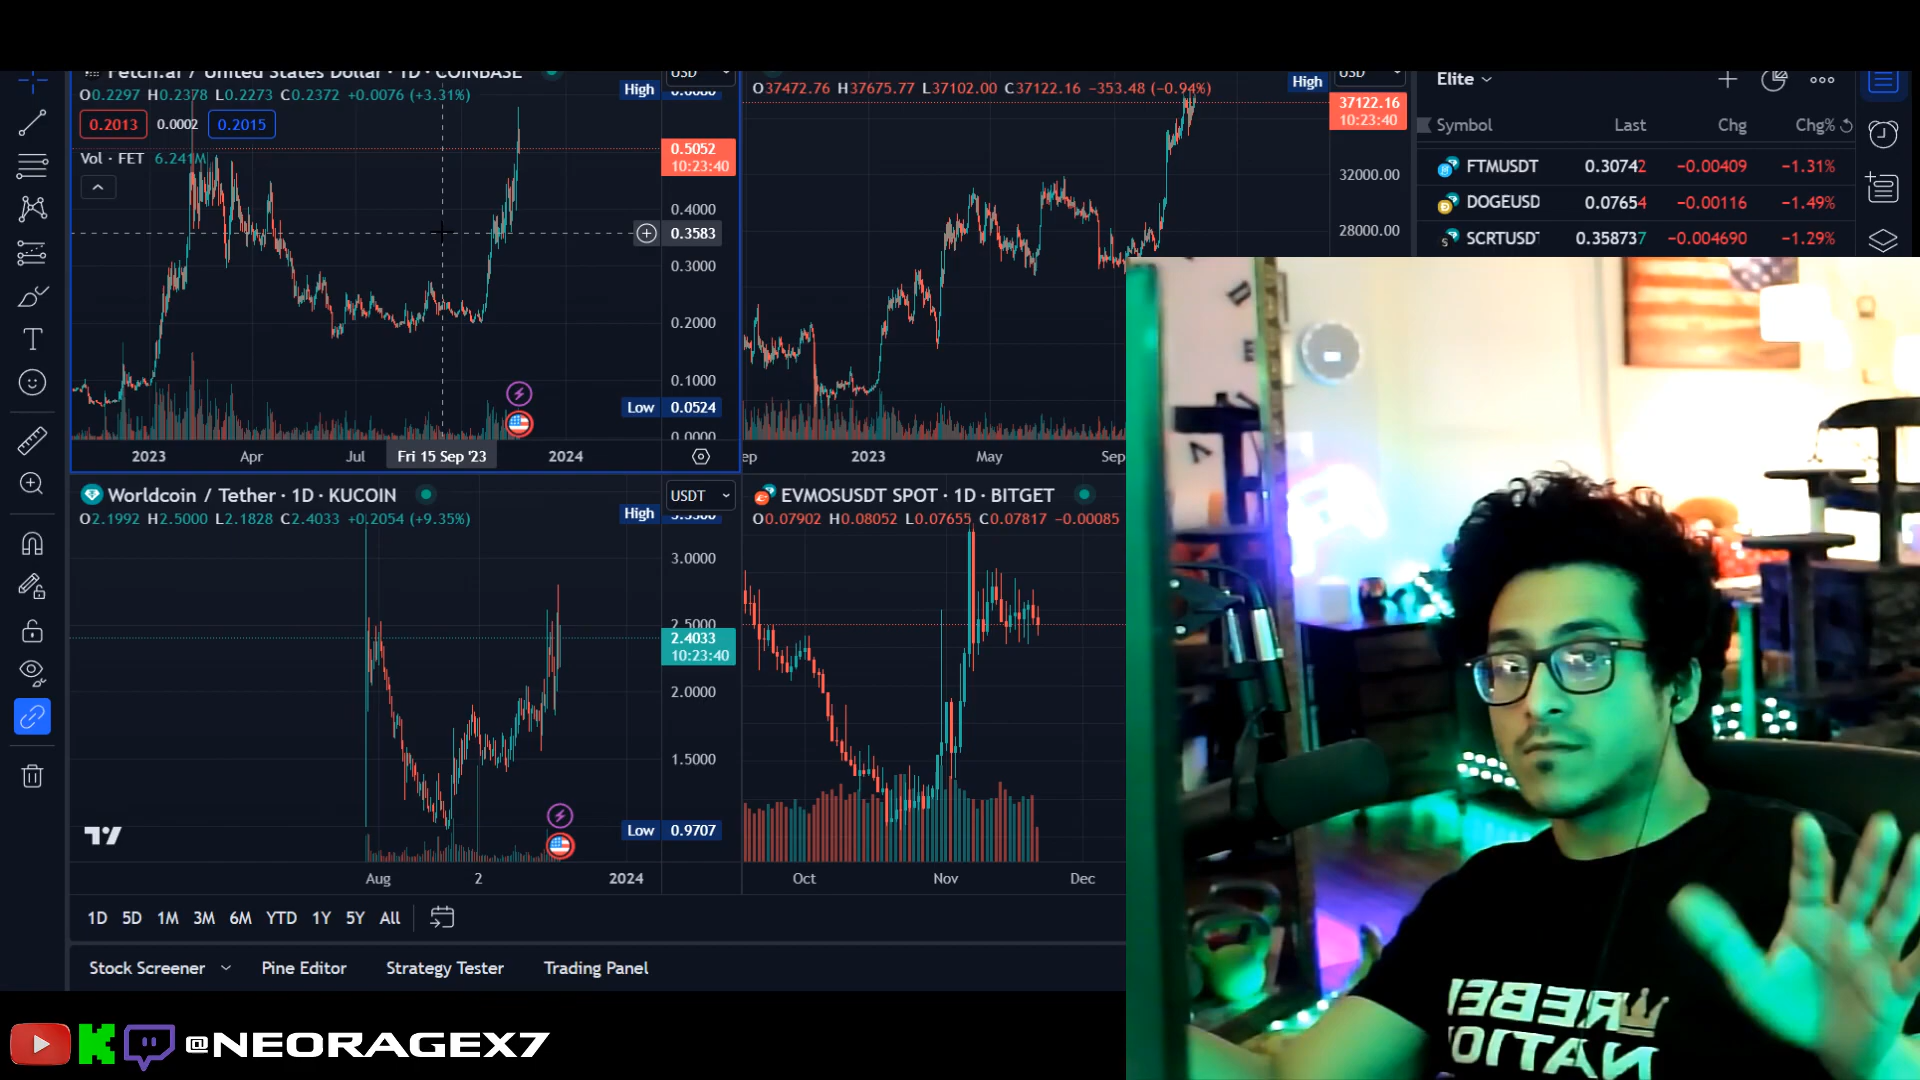 Fetch.ai / United States Dollar · 1D · COINBASE
O0.2297 H0.2378 L0.2273 C0.2372 +0.0076 (+3.31%)
0.2013 0.0002 0.2015
Vol · FET 6.241M
High
USD
0.5052
10:23:40
0.4000
0.3583
0.3000
0.2000
0.1000
Low 0.0524
0.0000
2023 Apr Jul Fri 15 Sep '23 2024
O37472.76 H37675.77 L37102.00 C37122.16 −353.48 (−0.94%)
High
USD
37122.16
10:23:40
32000.00
28000.00
2023 May Sep
Elite
Symbol Last Chg Chg%
FTMUSDT 0.30742 −0.00409 −1.31%
DOGEUSD 0.07654 −0.00116 −1.49%
SCRTUSDT 0.358737 −0.004690 −1.29%
Worldcoin / Tether · 1D · KUCOIN
O2.1992 H2.5000 L2.1828 C2.4033 +0.2054 (+9.35%)
High
USDT
3.0000
2.5000
2.4033
10:23:40
2.0000
1.5000
Low 0.9707
Aug 2 2024
EVMOSUSDT SPOT · 1D · BITGET
O0.07902 H0.08052 L0.07655 C0.07817 −0.00085
Oct Nov Dec
1D 5D 1M 3M 6M YTD 1Y 5Y All
Stock Screener Pine Editor Strategy Tester Trading Panel
@NEORAGEX7
REBEL
NATION